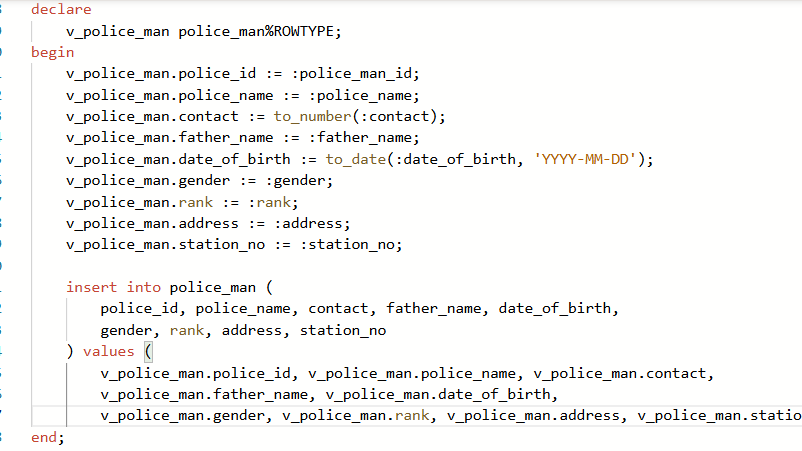 declare
v_police_man police_man%ROWTYPE;
begin
v_police_man.police_id := :police_man_id;
v_police_man.police_name := :police_name;
v_police_man.contact := to_number(:contact);
v_police_man.father_name := :father_name;
v_police_man.date_of_birth := to_date(:date_of_birth, 'YYYY-MM-DD');
v_police_man.gender := :gender;
v_police_man.rank := :rank;
v_police_man.address := :address;
v_police_man.station_no := :station_no;
insert into police_man (
police_id, police_name, contact, father_name, date_of_birth,
gender, rank, address, station_no
) values (
v_police_man.police_id, v_police_man.police_name, v_police_man.contact,
v_police_man.father_name, v_police_man.date_of_birth,
v_police_man.gender, v_police_man.rank, v_police_man.address, v_police_man.statio
end;